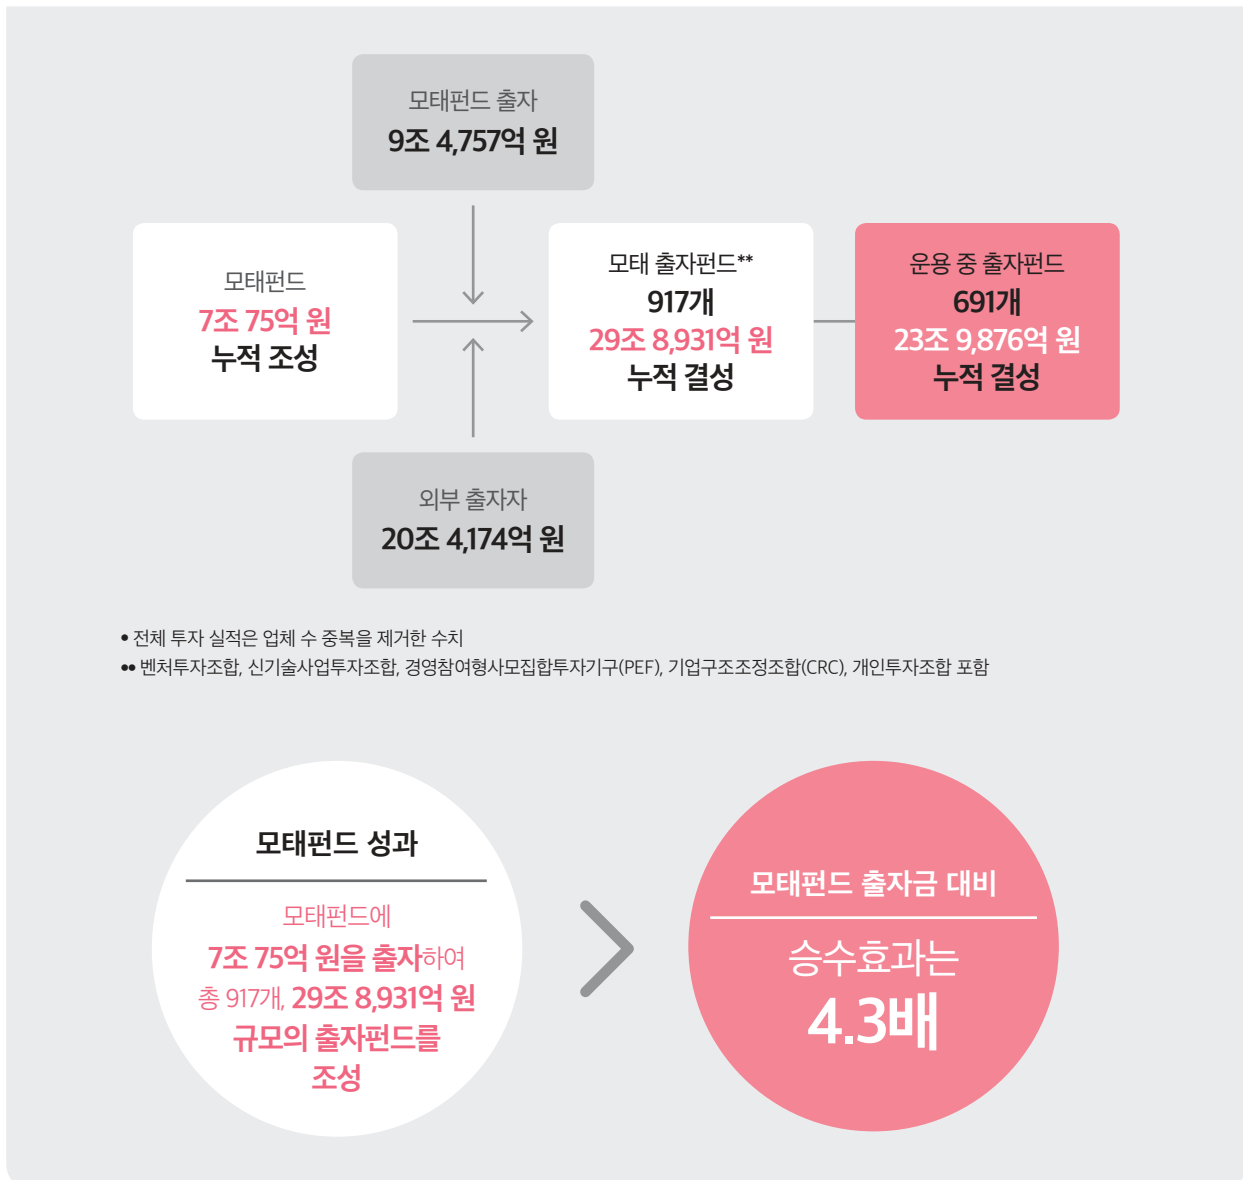 모태펀드 출자
9조 4,757억 원
모태펀드
7조 75억 원
누적 조성
모태 출자펀드**
917개
29조 8,931억 원
누적 결성
운용 중 출자펀드
691개
23조 9,876억 원
누적 결성
외부 출자자
20조 4,174억 원
• 전체 투자 실적은 업체 수 중복을 제거한 수치
•• 벤처투자조합, 신기술사업투자조합, 경영참여형사모집합투자기구(PEF), 기업구조조정조합(CRC), 개인투자조합 포함
모태펀드 성과
모태펀드에
7조 75억 원을 출자하여
총 917개, 29조 8,931억 원
규모의 출자펀드를
조성
모태펀드 출자금 대비
승수효과는
4.3배